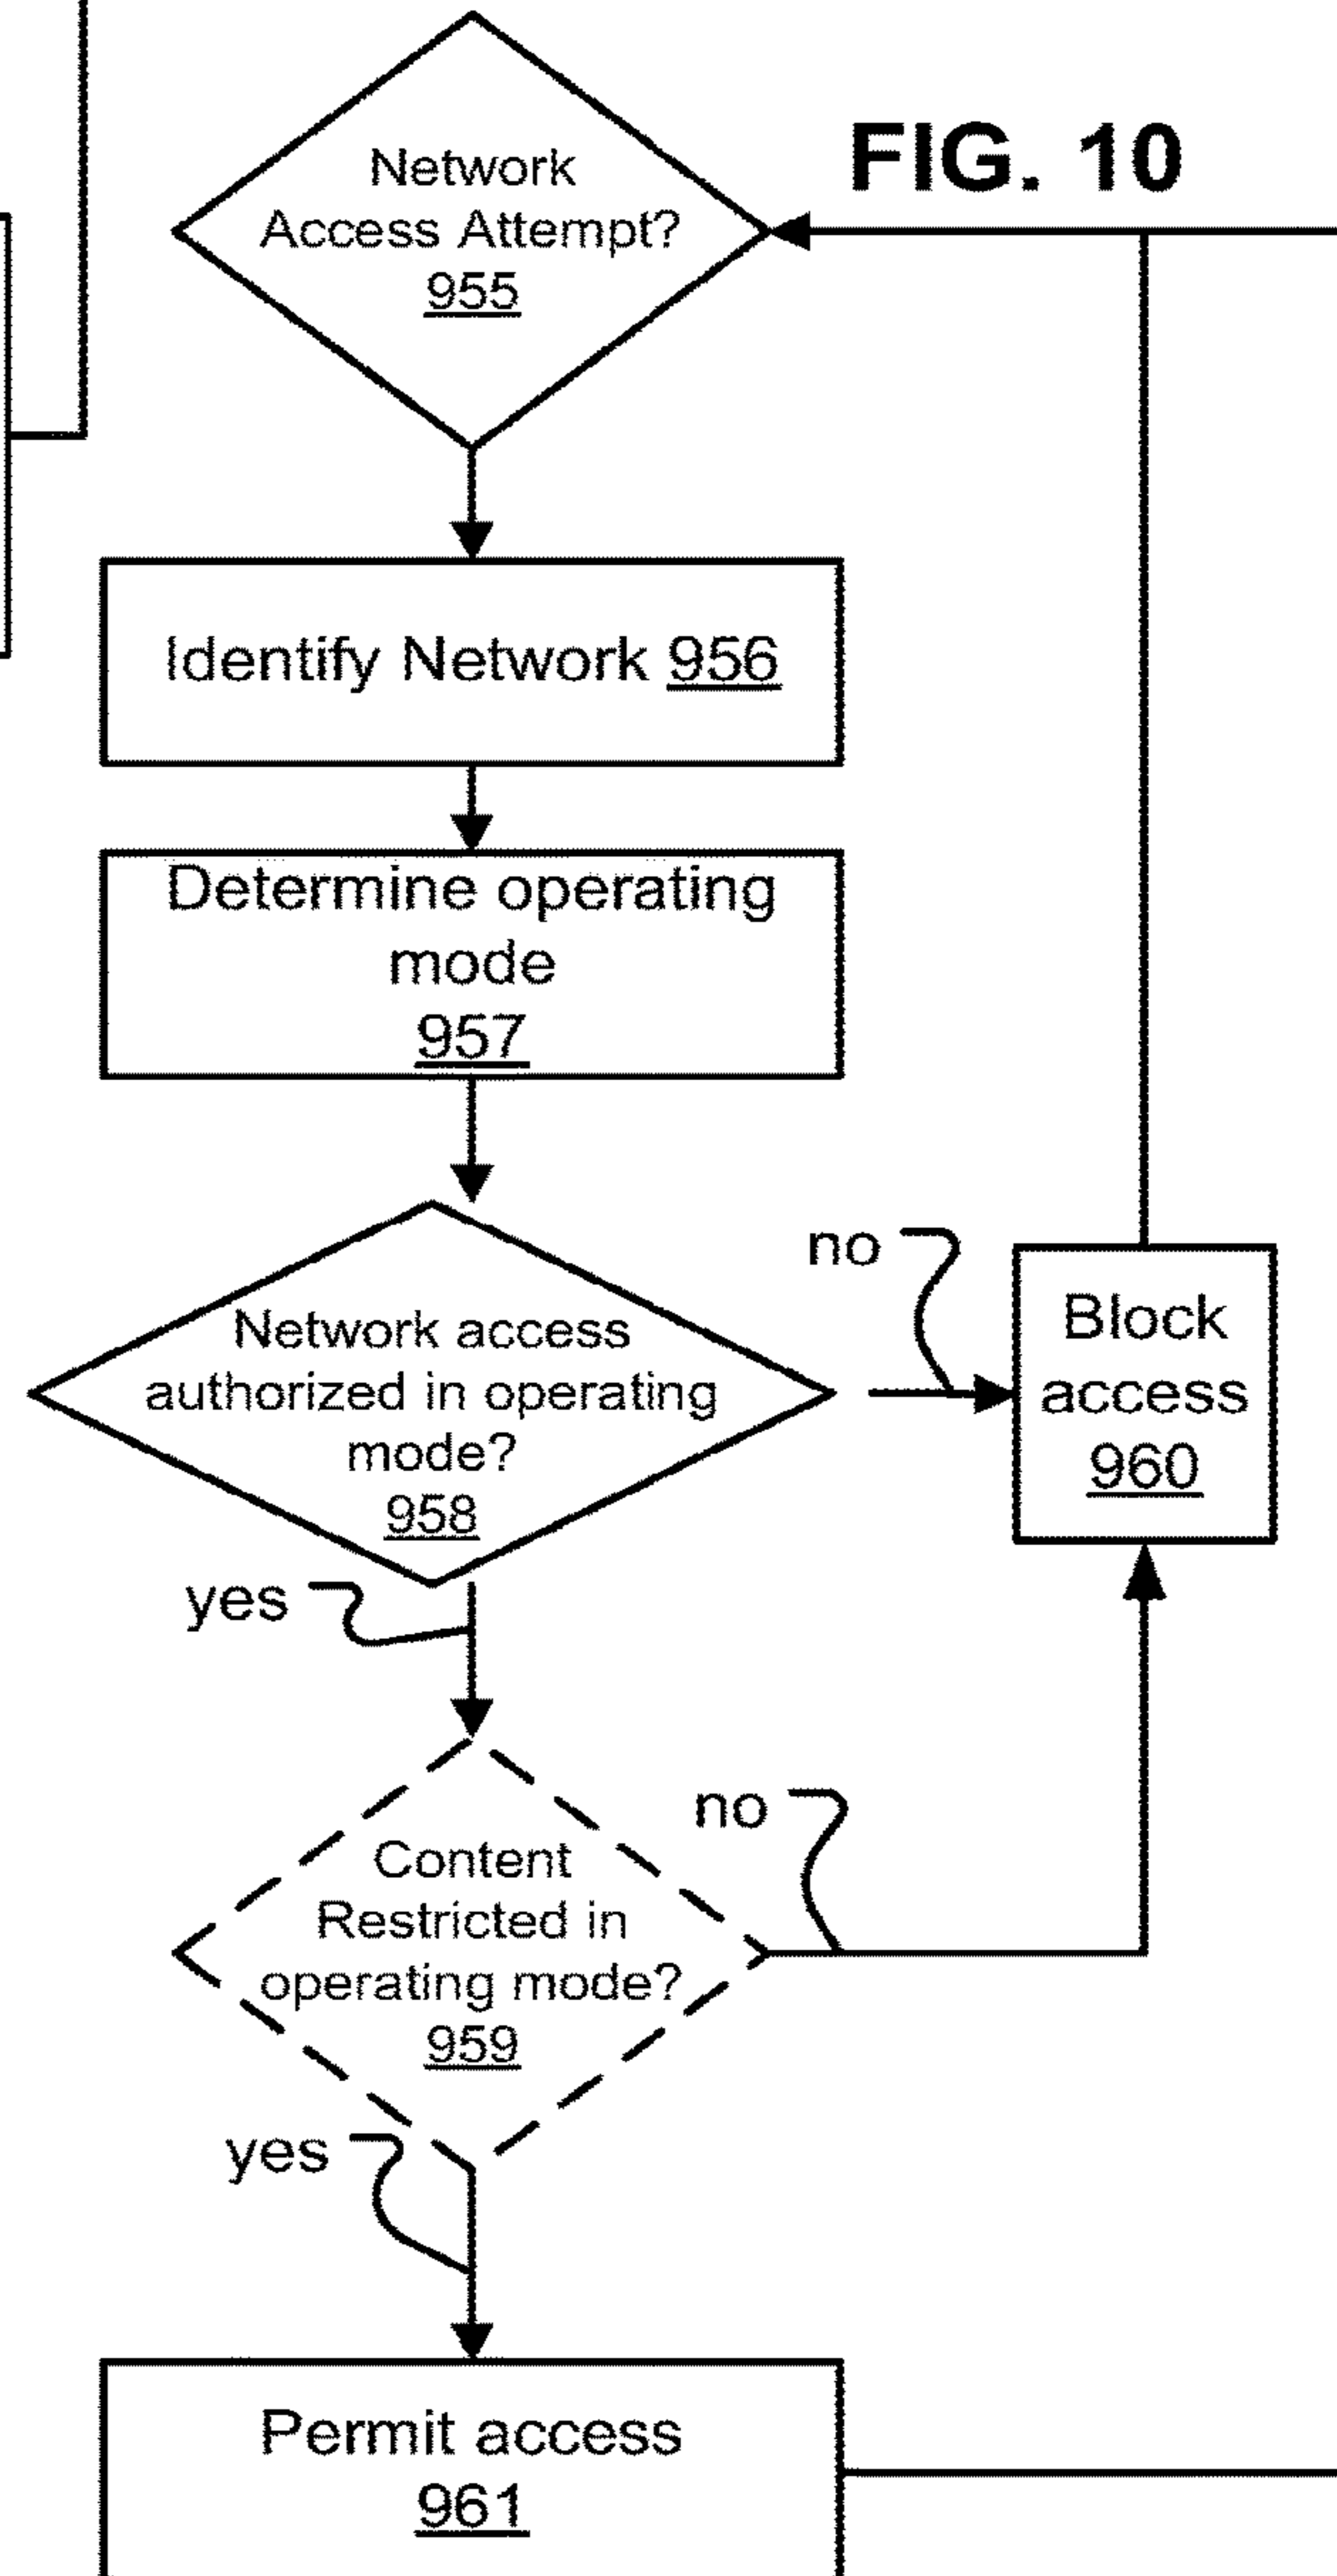 FIG. 10
Network
Access Attempt?
955
Identify Network 956
Determine operating
mode
957
Network access
authorized in operating
mode?
958
no
Block
access
960
yes
Content
Restricted in
operating mode?
959
no
yes
Permit access
961